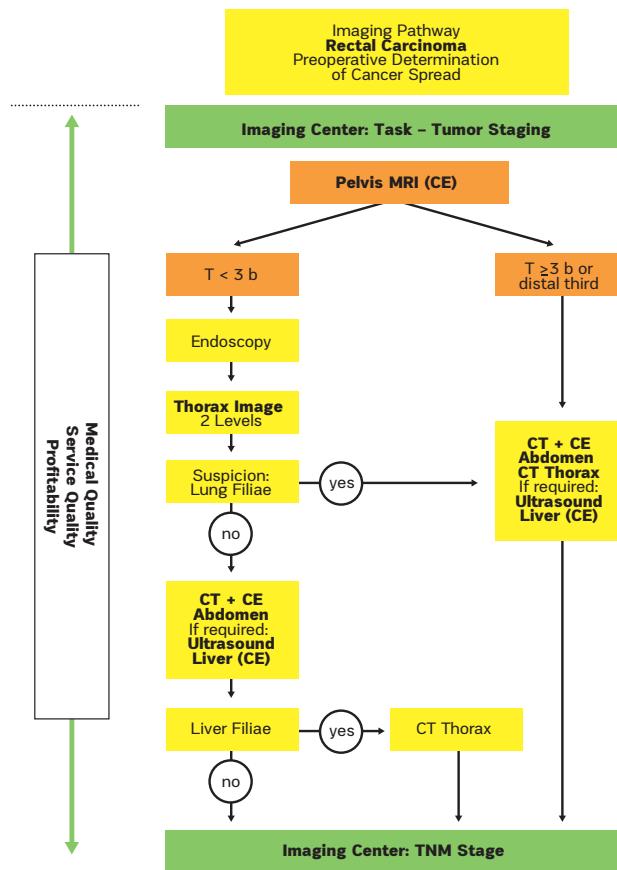 Imaging Pathway
Rectal Carcinoma
Preoperative Determination
of Cancer Spread
Imaging Center: Task – Tumor Staging
Pelvis MRI (CE)
T < 3 b
T ≥3 b or
distal third
Endoscopy
Thorax Image
2 Levels
Suspicion:
Lung Filiae
yes
no
CT + CE
Abdomen
CT Thorax
If required:
Ultrasound
Liver (CE)
CT + CE
Abdomen
If required:
Ultrasound
Liver (CE)
Liver Filiae
yes
CT Thorax
no
Imaging Center: TNM Stage
Medical Quality
Service Quality
Profitability